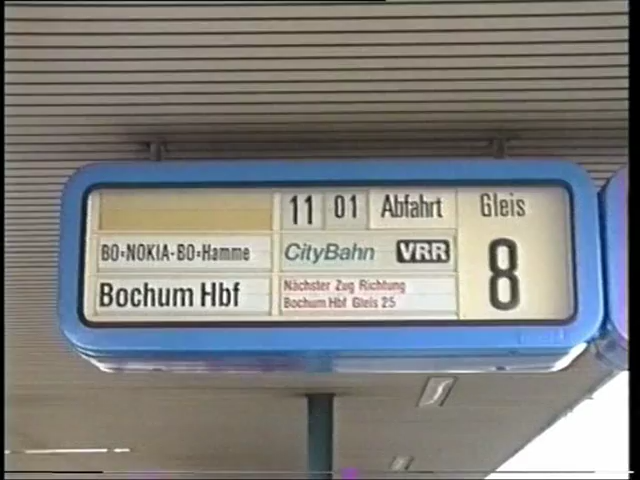 11 01 Abfahrt Gleis
BO-NOKIA-BO-Hamme CityBahn VRR 8
Bochum Hbf
Nächster Zug Richtung
Bochum Hbf Gleis 25